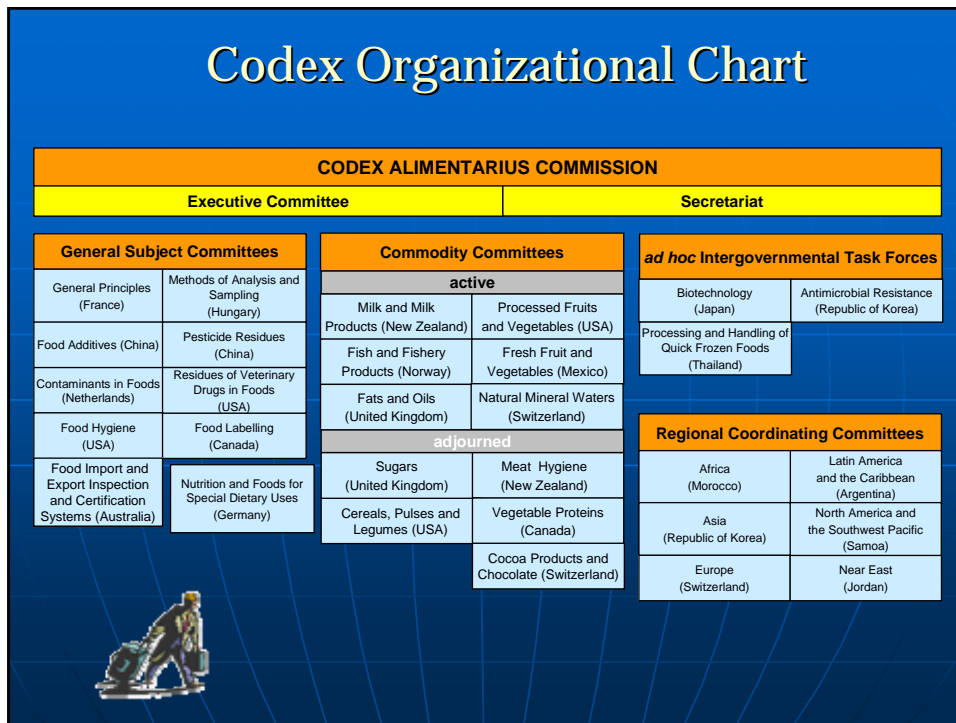 Codex Organizational Chart
CODEX ALIMENTARIUS COMMISSION
Executive Committee
Secretariat
General Subject Committees
General Principles
(France)
Methods of Analysis and
Sampling
(Hungary)
Food Additives (China)
Pesticide Residues
(China)
Contaminants in Foods
(Netherlands)
Residues of Veterinary
Drugs in Foods
(USA)
Food Hygiene
(USA)
Food Labelling
(Canada)
Food Import and
Export Inspection
and Certification
Systems (Australia)
Nutrition and Foods for
Special Dietary Uses
(Germany)
Commodity Committees
active
Milk and Milk
Products (New Zealand)
Processed Fruits
and Vegetables (USA)
Fish and Fishery
Products (Norway)
Fresh Fruit and
Vegetables (Mexico)
Fats and Oils
(United Kingdom)
Natural Mineral Waters
(Switzerland)
adjourned
Sugars
(United Kingdom)
Meat Hygiene
(New Zealand)
Cereals, Pulses and
Legumes (USA)
Vegetable Proteins
(Canada)
Cocoa Products and
Chocolate (Switzerland)
ad hoc Intergovernmental Task Forces
Biotechnology
(Japan)
Antimicrobial Resistance
(Republic of Korea)
Processing and Handling of
Quick Frozen Foods
(Thailand)
Regional Coordinating Committees
Africa
(Morocco)
Latin America
and the Caribbean
(Argentina)
Asia
(Republic of Korea)
North America and
the Southwest Pacific
(Samoa)
Europe
(Switzerland)
Near East
(Jordan)